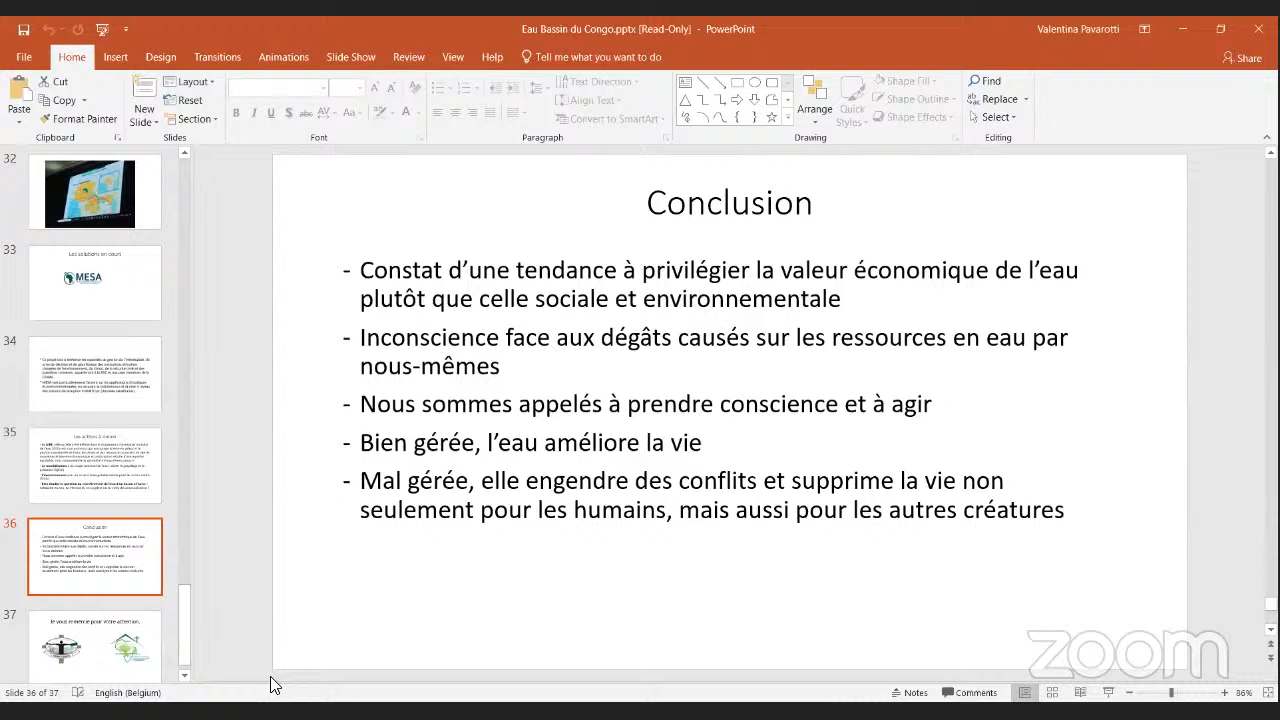 Eau Bassin du Congo.pptx [Read-Only] - PowerPoint
Valentina Pavarotti
File Home Insert Design Transitions Animations Slide Show Review View Help Tell me what you want to do
Share
Paste
Cut
Copy
Format Painter
Clipboard
New
Slide
Layout
Reset
Section
Slides
Font
Text Direction
Align Text
Convert to SmartArt
Paragraph
Arrange
Quick
Styles
Shape Fill
Shape Outline
Shape Effects
Drawing
Find
Replace
Select
Editing
32
33
Les solutions en cours
MESA
34
35
Les actions à mener
36
Conclusion
37
Je vous remercie pour votre attention.
Conclusion
- Constat d’une tendance à privilégier la valeur économique de l’eau
plutôt que celle sociale et environnementale
- Inconscience face aux dégâts causés sur les ressources en eau par
nous-mêmes
- Nous sommes appelés à prendre conscience et à agir
- Bien gérée, l’eau améliore la vie
- Mal gérée, elle engendre des conflits et supprime la vie non
seulement pour les humains, mais aussi pour les autres créatures
zoom
Slide 36 of 37
English (Belgium)
Notes
Comments
86%